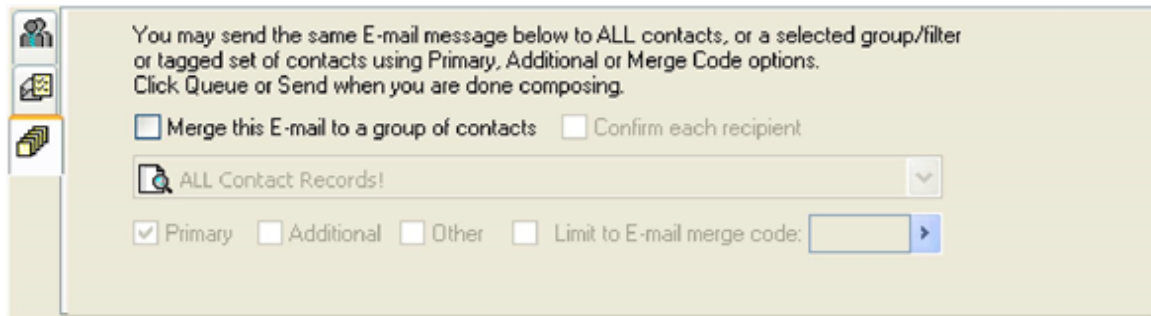 You may send the same E-mail message below to ALL contacts, or a selected group/filter
or tagged set of contacts using Primary, Additional or Merge Code options.
Click Queue or Send when you are done composing.
Merge this E-mail to a group of contacts Confirm each recipient
ALL Contact Records!
Primary Additional Other Limit to E-mail merge code: